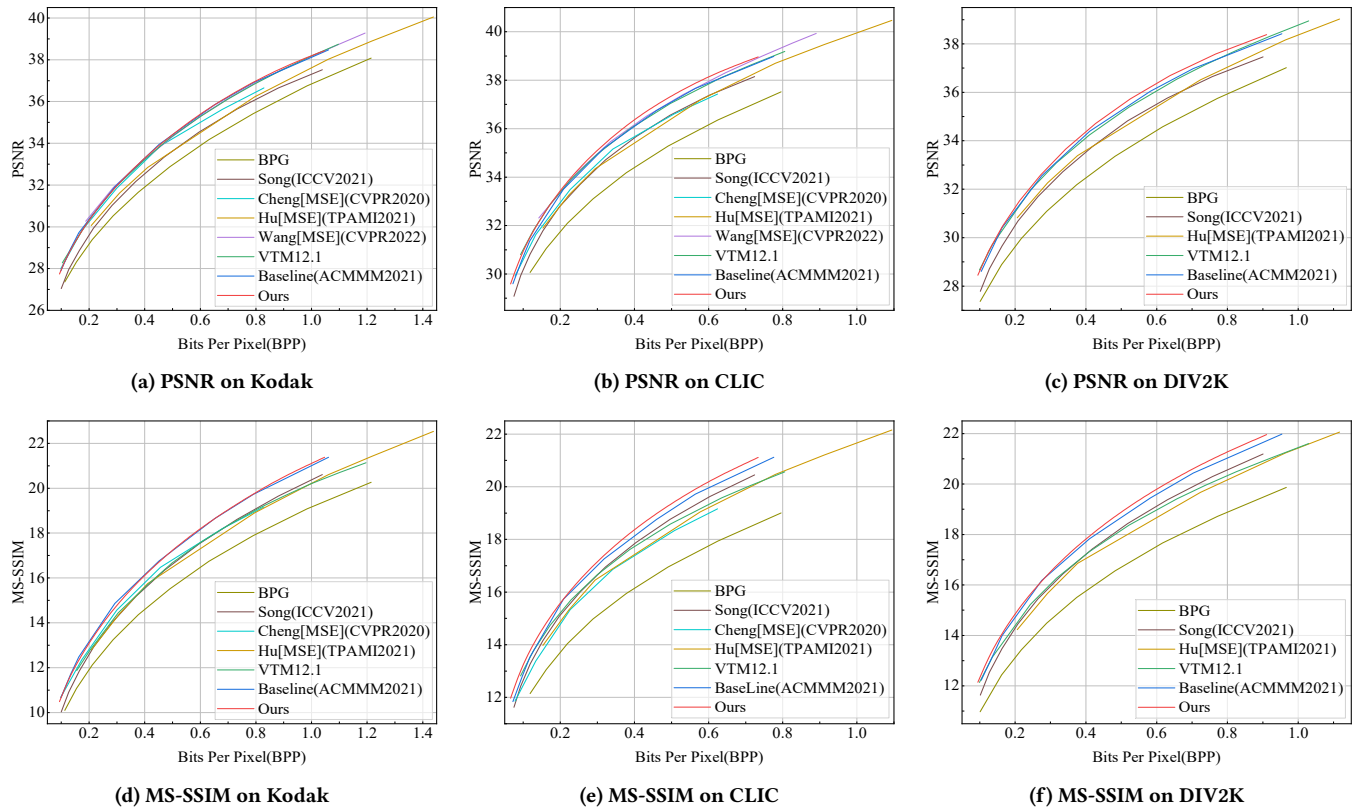 40
38
36
34
32
30
28
26
PSNR
0.2 0.4 0.6 0.8 1.0 1.2 1.4
Bits Per Pixel(BPP)
BPG
Song(ICCV2021)
Cheng[MSE](CVPR2020)
Hu[MSE](TPAMI2021)
Wang[MSE](CVPR2022)
VTM12.1
Baseline(ACMMM2021)
Ours
(a) PSNR on Kodak
40
38
36
34
32
30
PSNR
0.2 0.4 0.6 0.8 1.0
Bits Per Pixel(BPP)
BPG
Song(ICCV2021)
Cheng[MSE](CVPR2020)
Hu[MSE](TPAMI2021)
Wang[MSE](CVPR2022)
VTM12.1
Baseline(ACMMM2021)
Ours
(b) PSNR on CLIC
38
36
34
32
30
28
PSNR
0.2 0.4 0.6 0.8 1.0
Bits Per Pixel(BPP)
BPG
Song(ICCV2021)
Hu[MSE](TPAMI2021)
VTM12.1
Baseline(ACMMM2021)
Ours
(c) PSNR on DIV2K
22
20
18
16
14
12
10
MS-SSIM
0.2 0.4 0.6 0.8 1.0 1.2 1.4
Bits Per Pixel(BPP)
BPG
Song(ICCV2021)
Cheng[MSE](CVPR2020)
Hu[MSE](TPAMI2021)
VTM12.1
Baseline(ACMMM2021)
Ours
(d) MS-SSIM on Kodak
22
20
18
16
14
12
MS-SSIM
0.2 0.4 0.6 0.8 1.0
Bits Per Pixel(BPP)
BPG
Song(ICCV2021)
Cheng[MSE](CVPR2020)
Hu[MSE](TPAMI2021)
VTM12.1
BaseLine(ACMMM2021)
Ours
(e) MS-SSIM on CLIC
22
20
18
16
14
12
MS-SSIM
0.2 0.4 0.6 0.8 1.0
Bits Per Pixel(BPP)
BPG
Song(ICCV2021)
Hu[MSE](TPAMI2021)
VTM12.1
Baseline(ACMMM2021)
Ours
(f) MS-SSIM on DIV2K